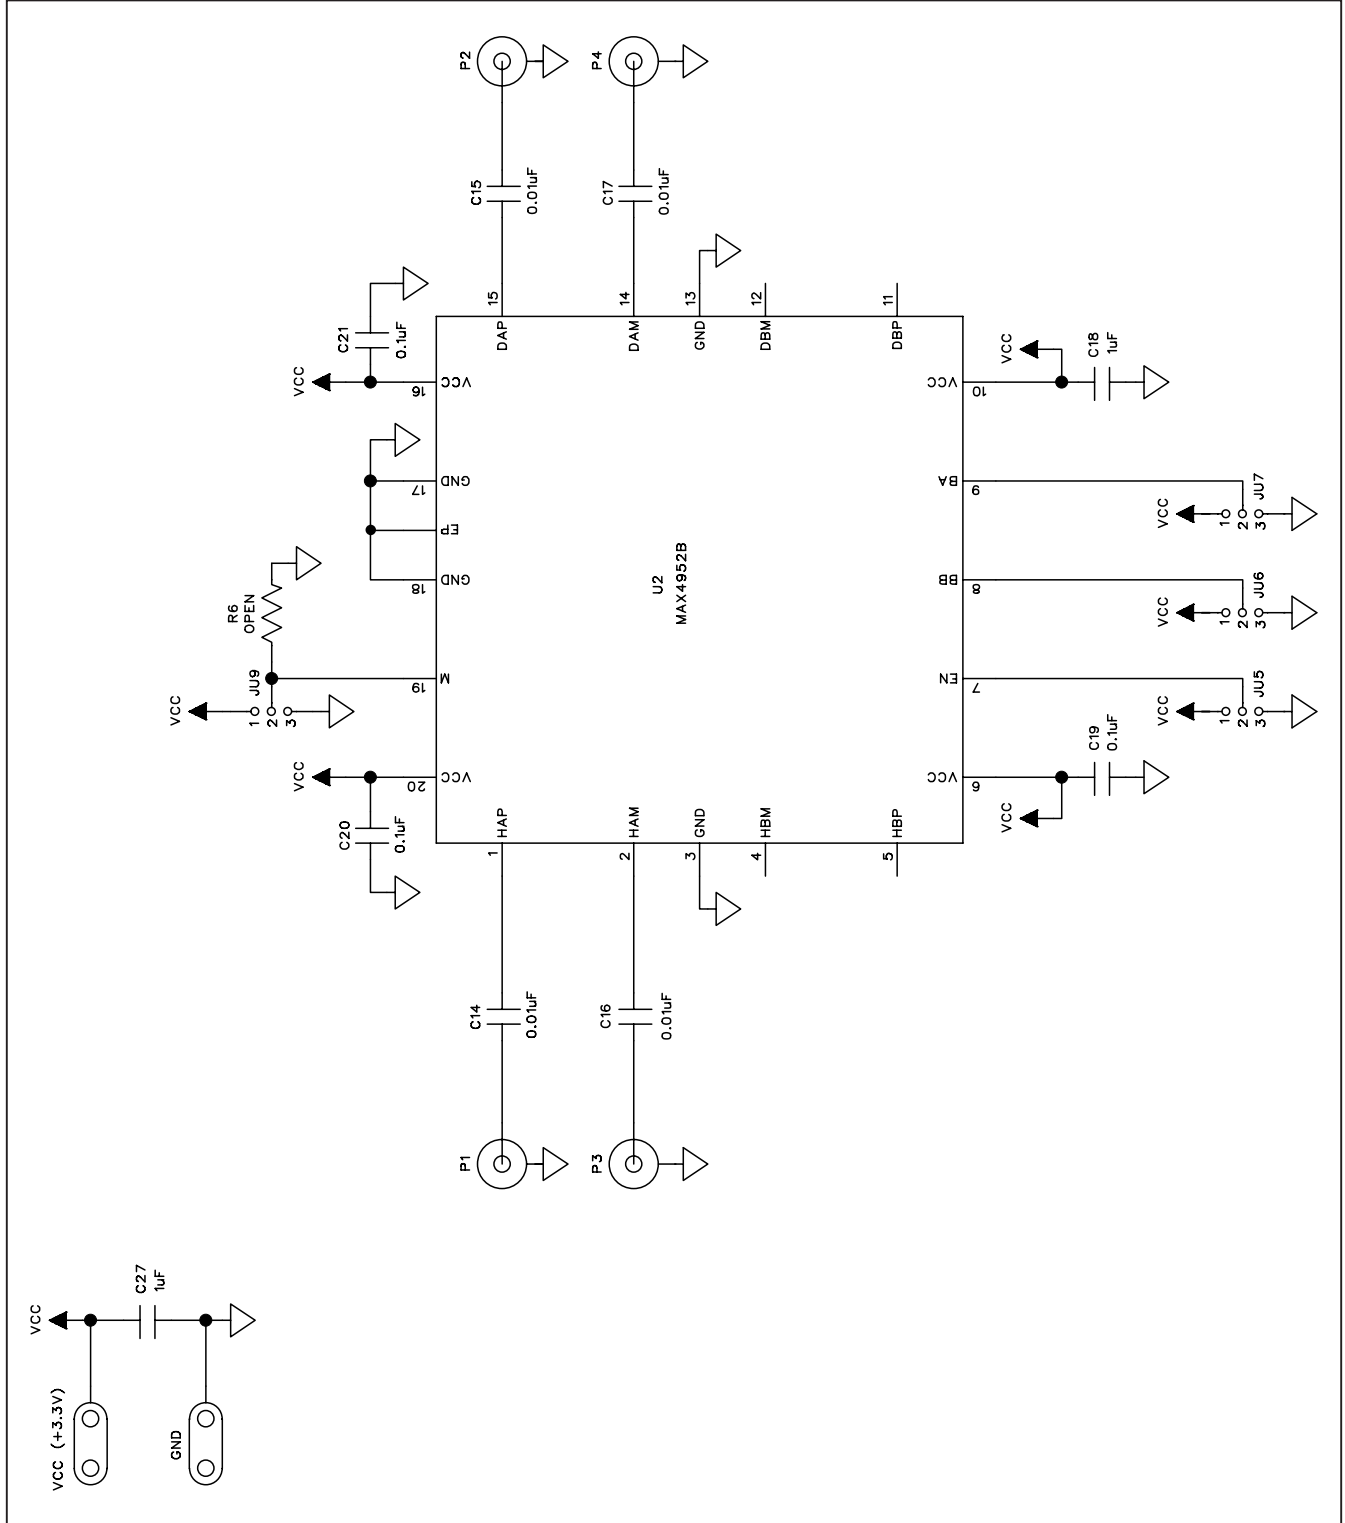 P2
P4
C15
0.01uF
C17
0.01uF
VCC
C21
0.1uF
15
DAP
14
DAM
13
GND
12
DBM
11
DBP
16
VCC
17
GND
EP
18
GND
19
M
20
VCC
R6
OPEN
VCC
JU9
1
2
3
VCC
C20
0.1uF
U2
MAX4952B
VCC
10
VCC
C18
1uF
BA
9
VCC
JU7
1
2
3
BB
8
VCC
JU6
1
2
3
EN
7
VCC
JU5
1
2
3
VCC
6
VCC
C19
0.1uF
1
HAP
2
HAM
3
GND
4
HBM
5
HBP
C14
0.01uF
C16
0.01uF
P1
P3
VCC
C27
1uF
VCC (+3.3V)
GND